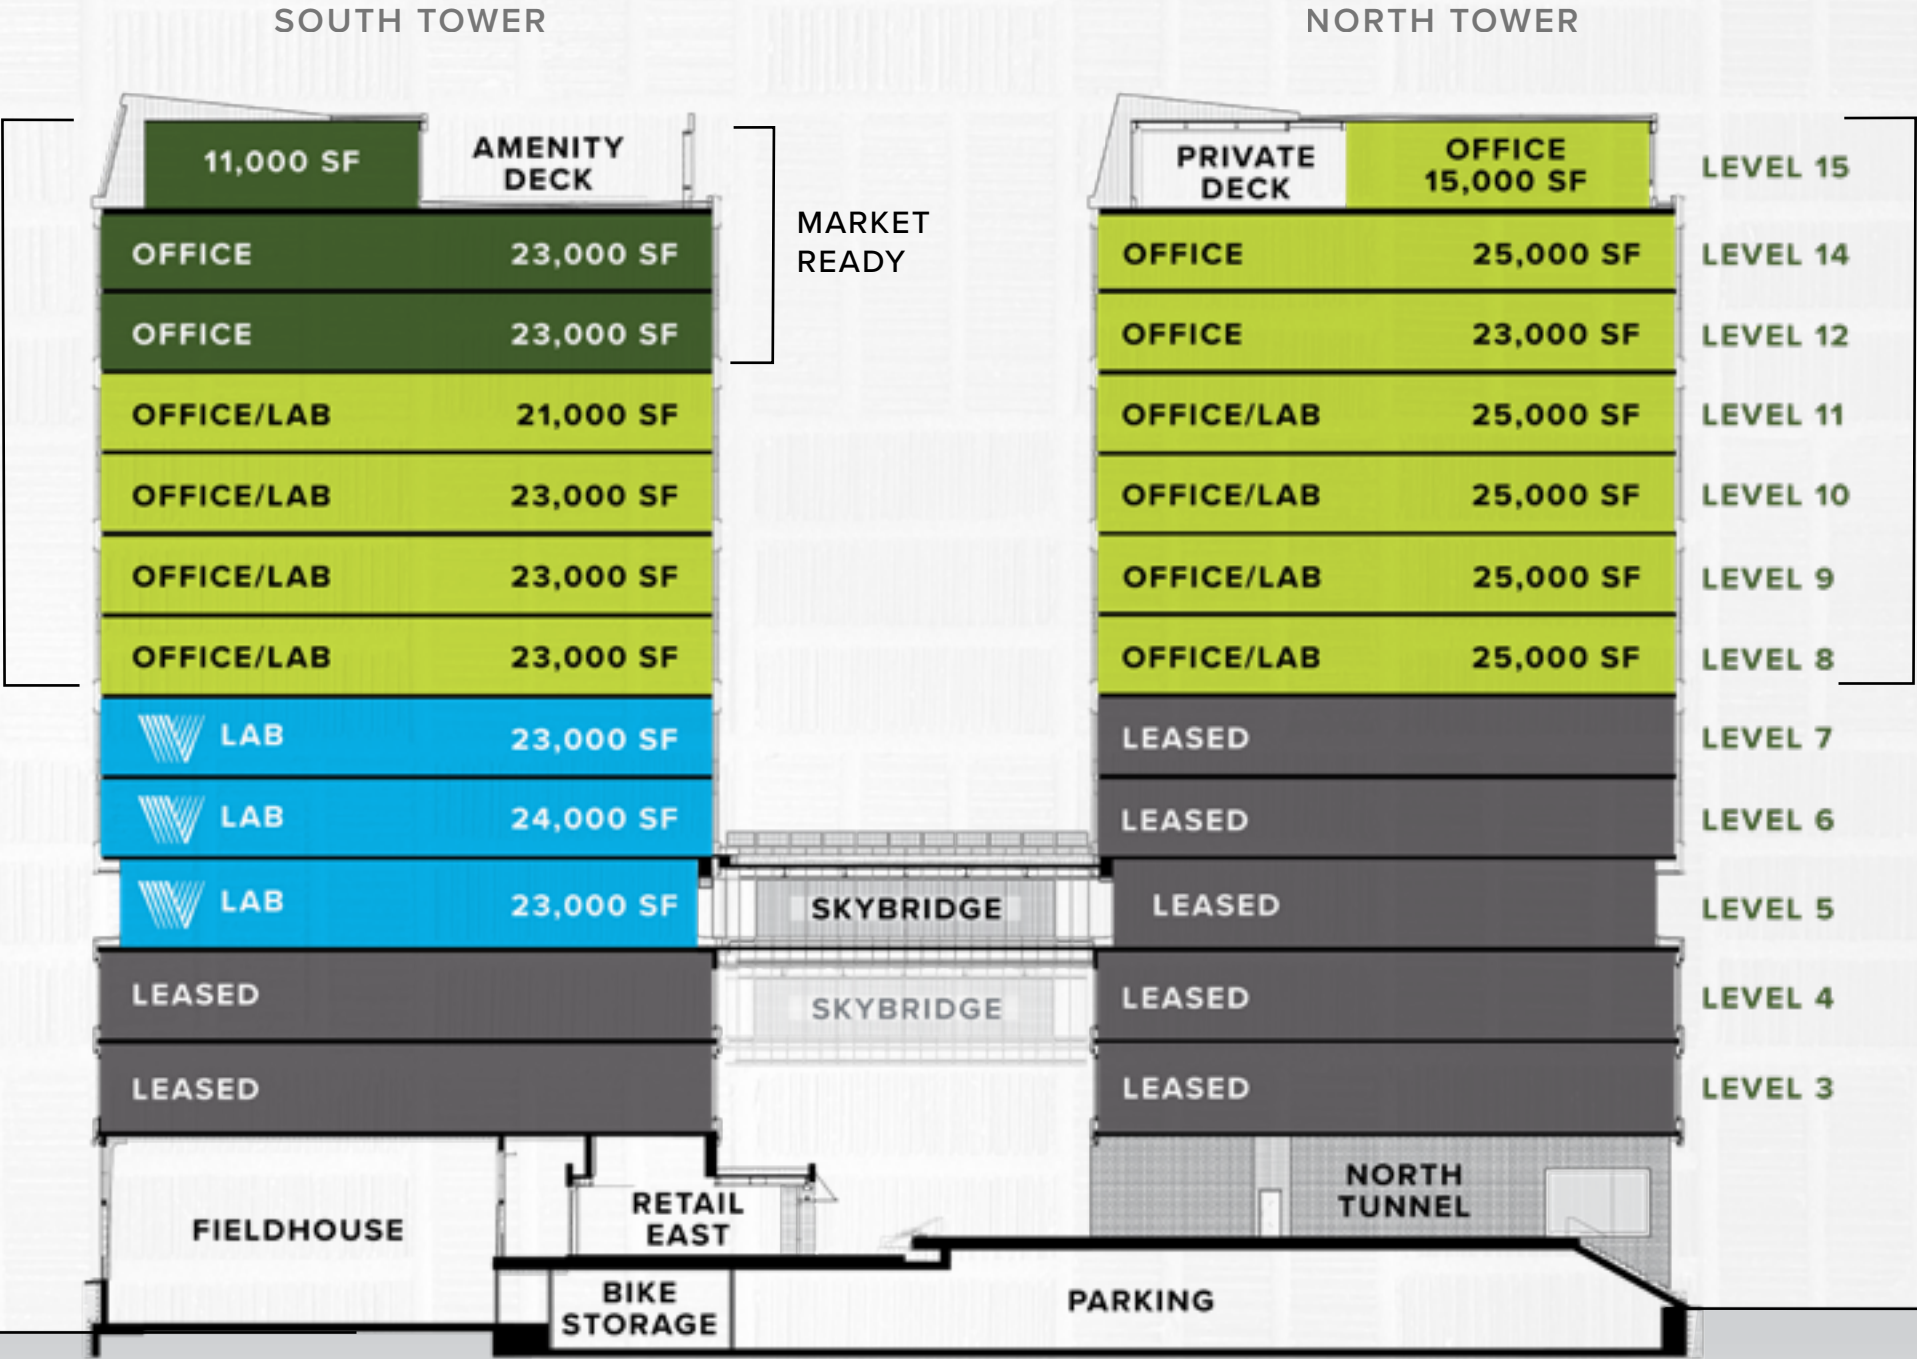 SOUTH TOWER
NORTH TOWER
11,000 SF
AMENITY
DECK
PRIVATE
DECK
OFFICE
15,000 SF
LEVEL 15
MARKET
READY
OFFICE 23,000 SF
OFFICE 25,000 SF
LEVEL 14
OFFICE 23,000 SF
OFFICE 23,000 SF
LEVEL 12
OFFICE/LAB 21,000 SF
OFFICE/LAB 25,000 SF
LEVEL 11
OFFICE/LAB 23,000 SF
OFFICE/LAB 25,000 SF
LEVEL 10
OFFICE/LAB 23,000 SF
OFFICE/LAB 25,000 SF
LEVEL 9
OFFICE/LAB 23,000 SF
OFFICE/LAB 25,000 SF
LEVEL 8
LAB 23,000 SF
LEASED
LEVEL 7
LAB 24,000 SF
LEASED
LEVEL 6
LAB 23,000 SF
SKYBRIDGE
LEASED
LEVEL 5
LEASED
SKYBRIDGE
LEASED
LEVEL 4
LEASED
LEASED
LEVEL 3
FIELDHOUSE
RETAIL
EAST
NORTH
TUNNEL
BIKE
STORAGE
PARKING